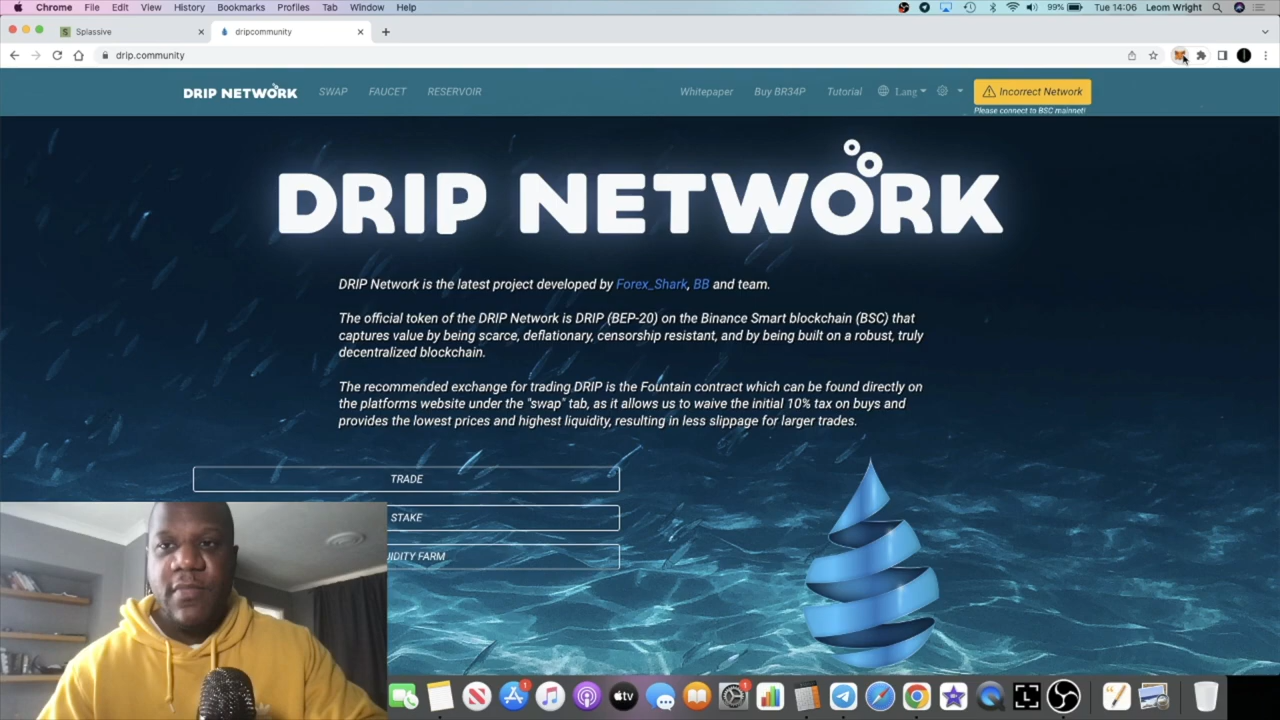 Chrome File Edit View History Bookmarks Profiles Tab Window Help 99% Tue 14:06 Leom Wright
Splassive dripcommunity
drip.community
DRIP NETWORK SWAP FAUCET RESERVOIR Whitepaper Buy BR34P Tutorial Lang Incorrect Network
Please connect to BSC mainnet!
DRIP NETWORK
DRIP Network is the latest project developed by Forex_Shark, BB and team.
The official token of the DRIP Network is DRIP (BEP-20) on the Binance Smart blockchain (BSC) that
captures value by being scarce, deflationary, censorship resistant, and by being built on a robust, truly
decentralized blockchain.
The recommended exchange for trading DRIP is the Fountain contract which can be found directly on
the platforms website under the "swap" tab, as it allows us to waive the initial 10% tax on buys and
provides the lowest prices and highest liquidity, resulting in less slippage for larger trades.
TRADE
STAKE
UIDITY FARM
tv